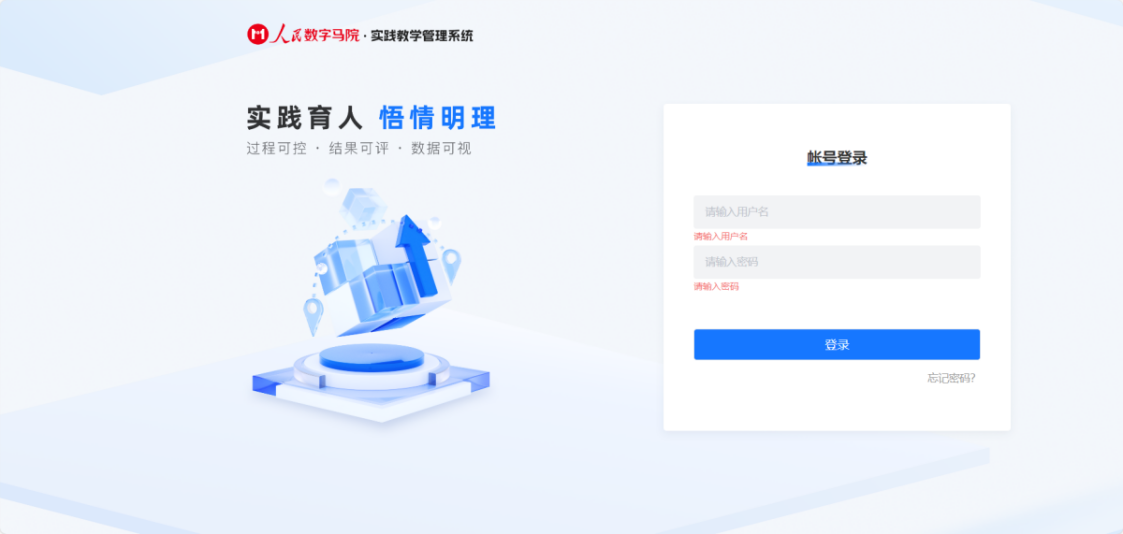 人民数字马院·实践教学管理系统
实践育人 悟情明理
过程可控 · 结果可评 · 数据可视
帐号登录
请输入用户名
请输入用户名
请输入密码
请输入密码
登录
忘记密码?